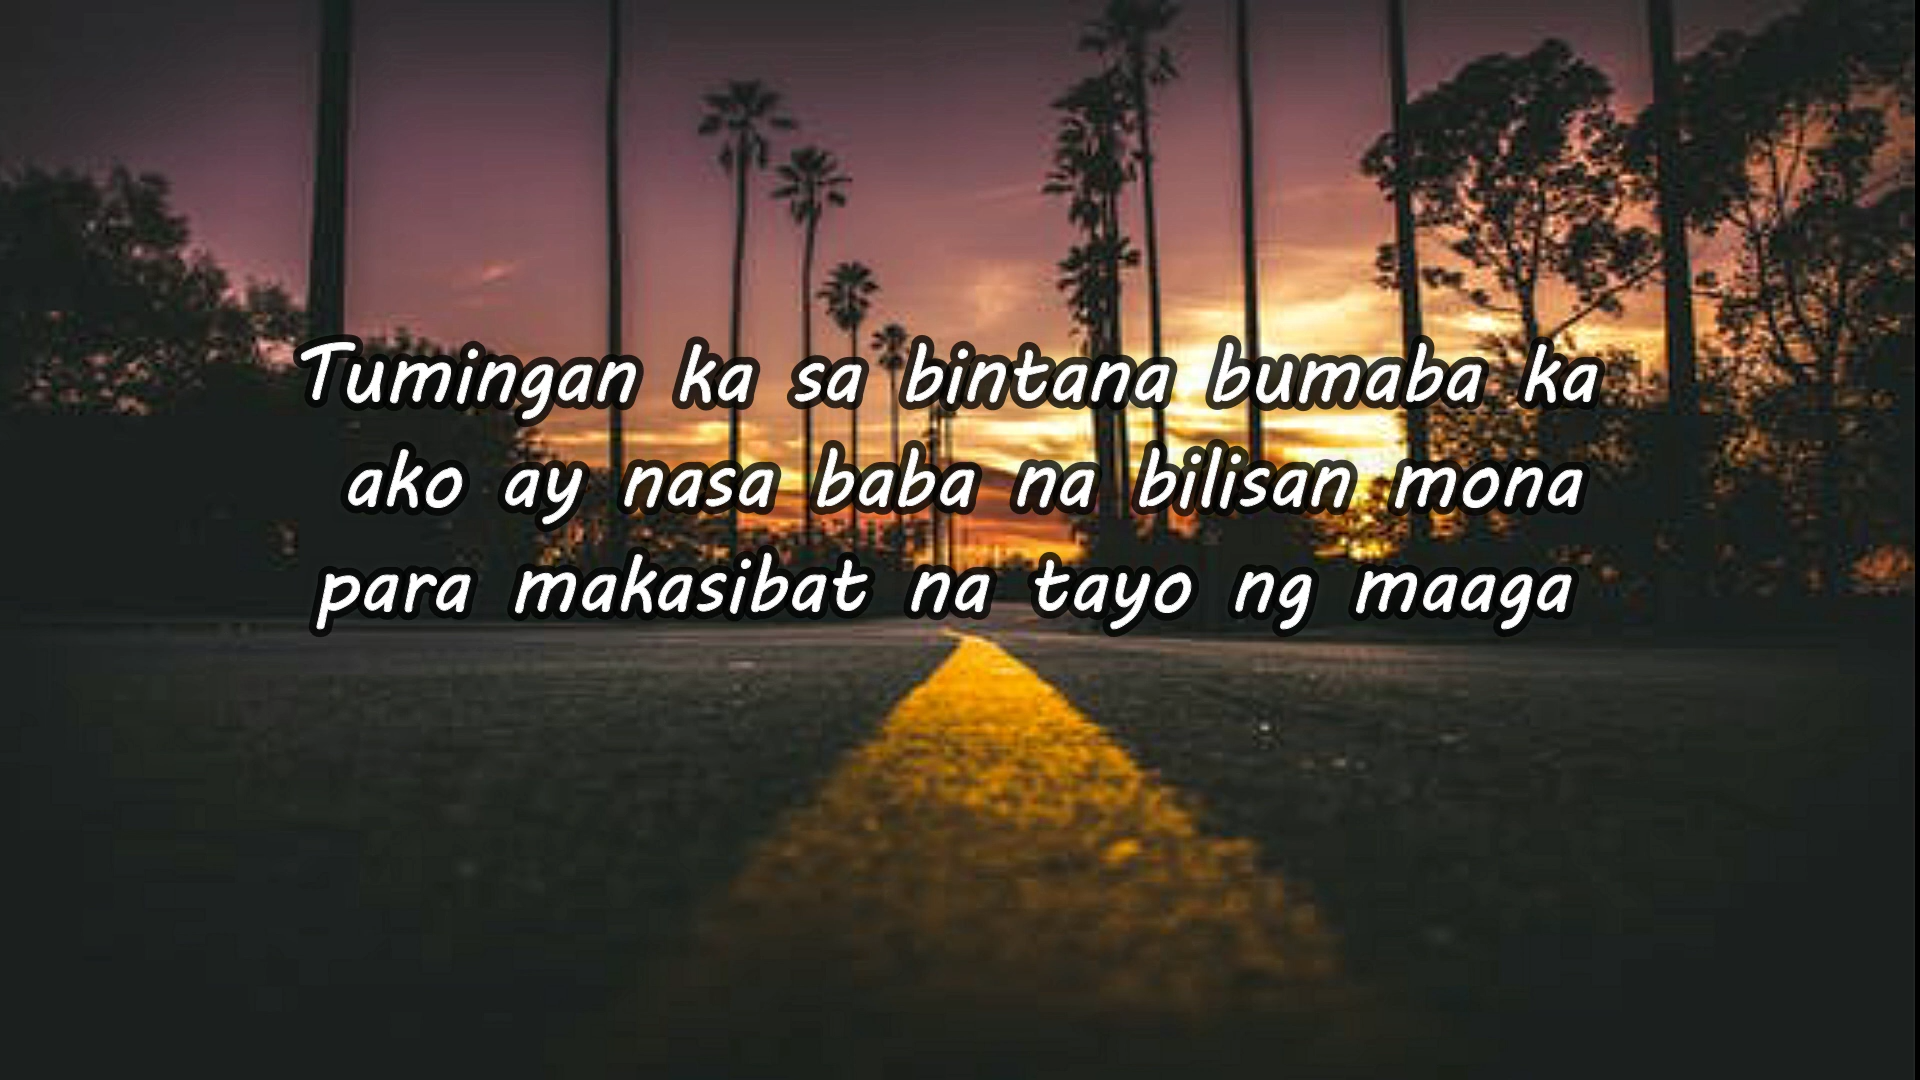 Tumingan ka sa bintana bumaba ka
ako ay nasa baba na bilisan mona
para makasibat na tayo ng maaga